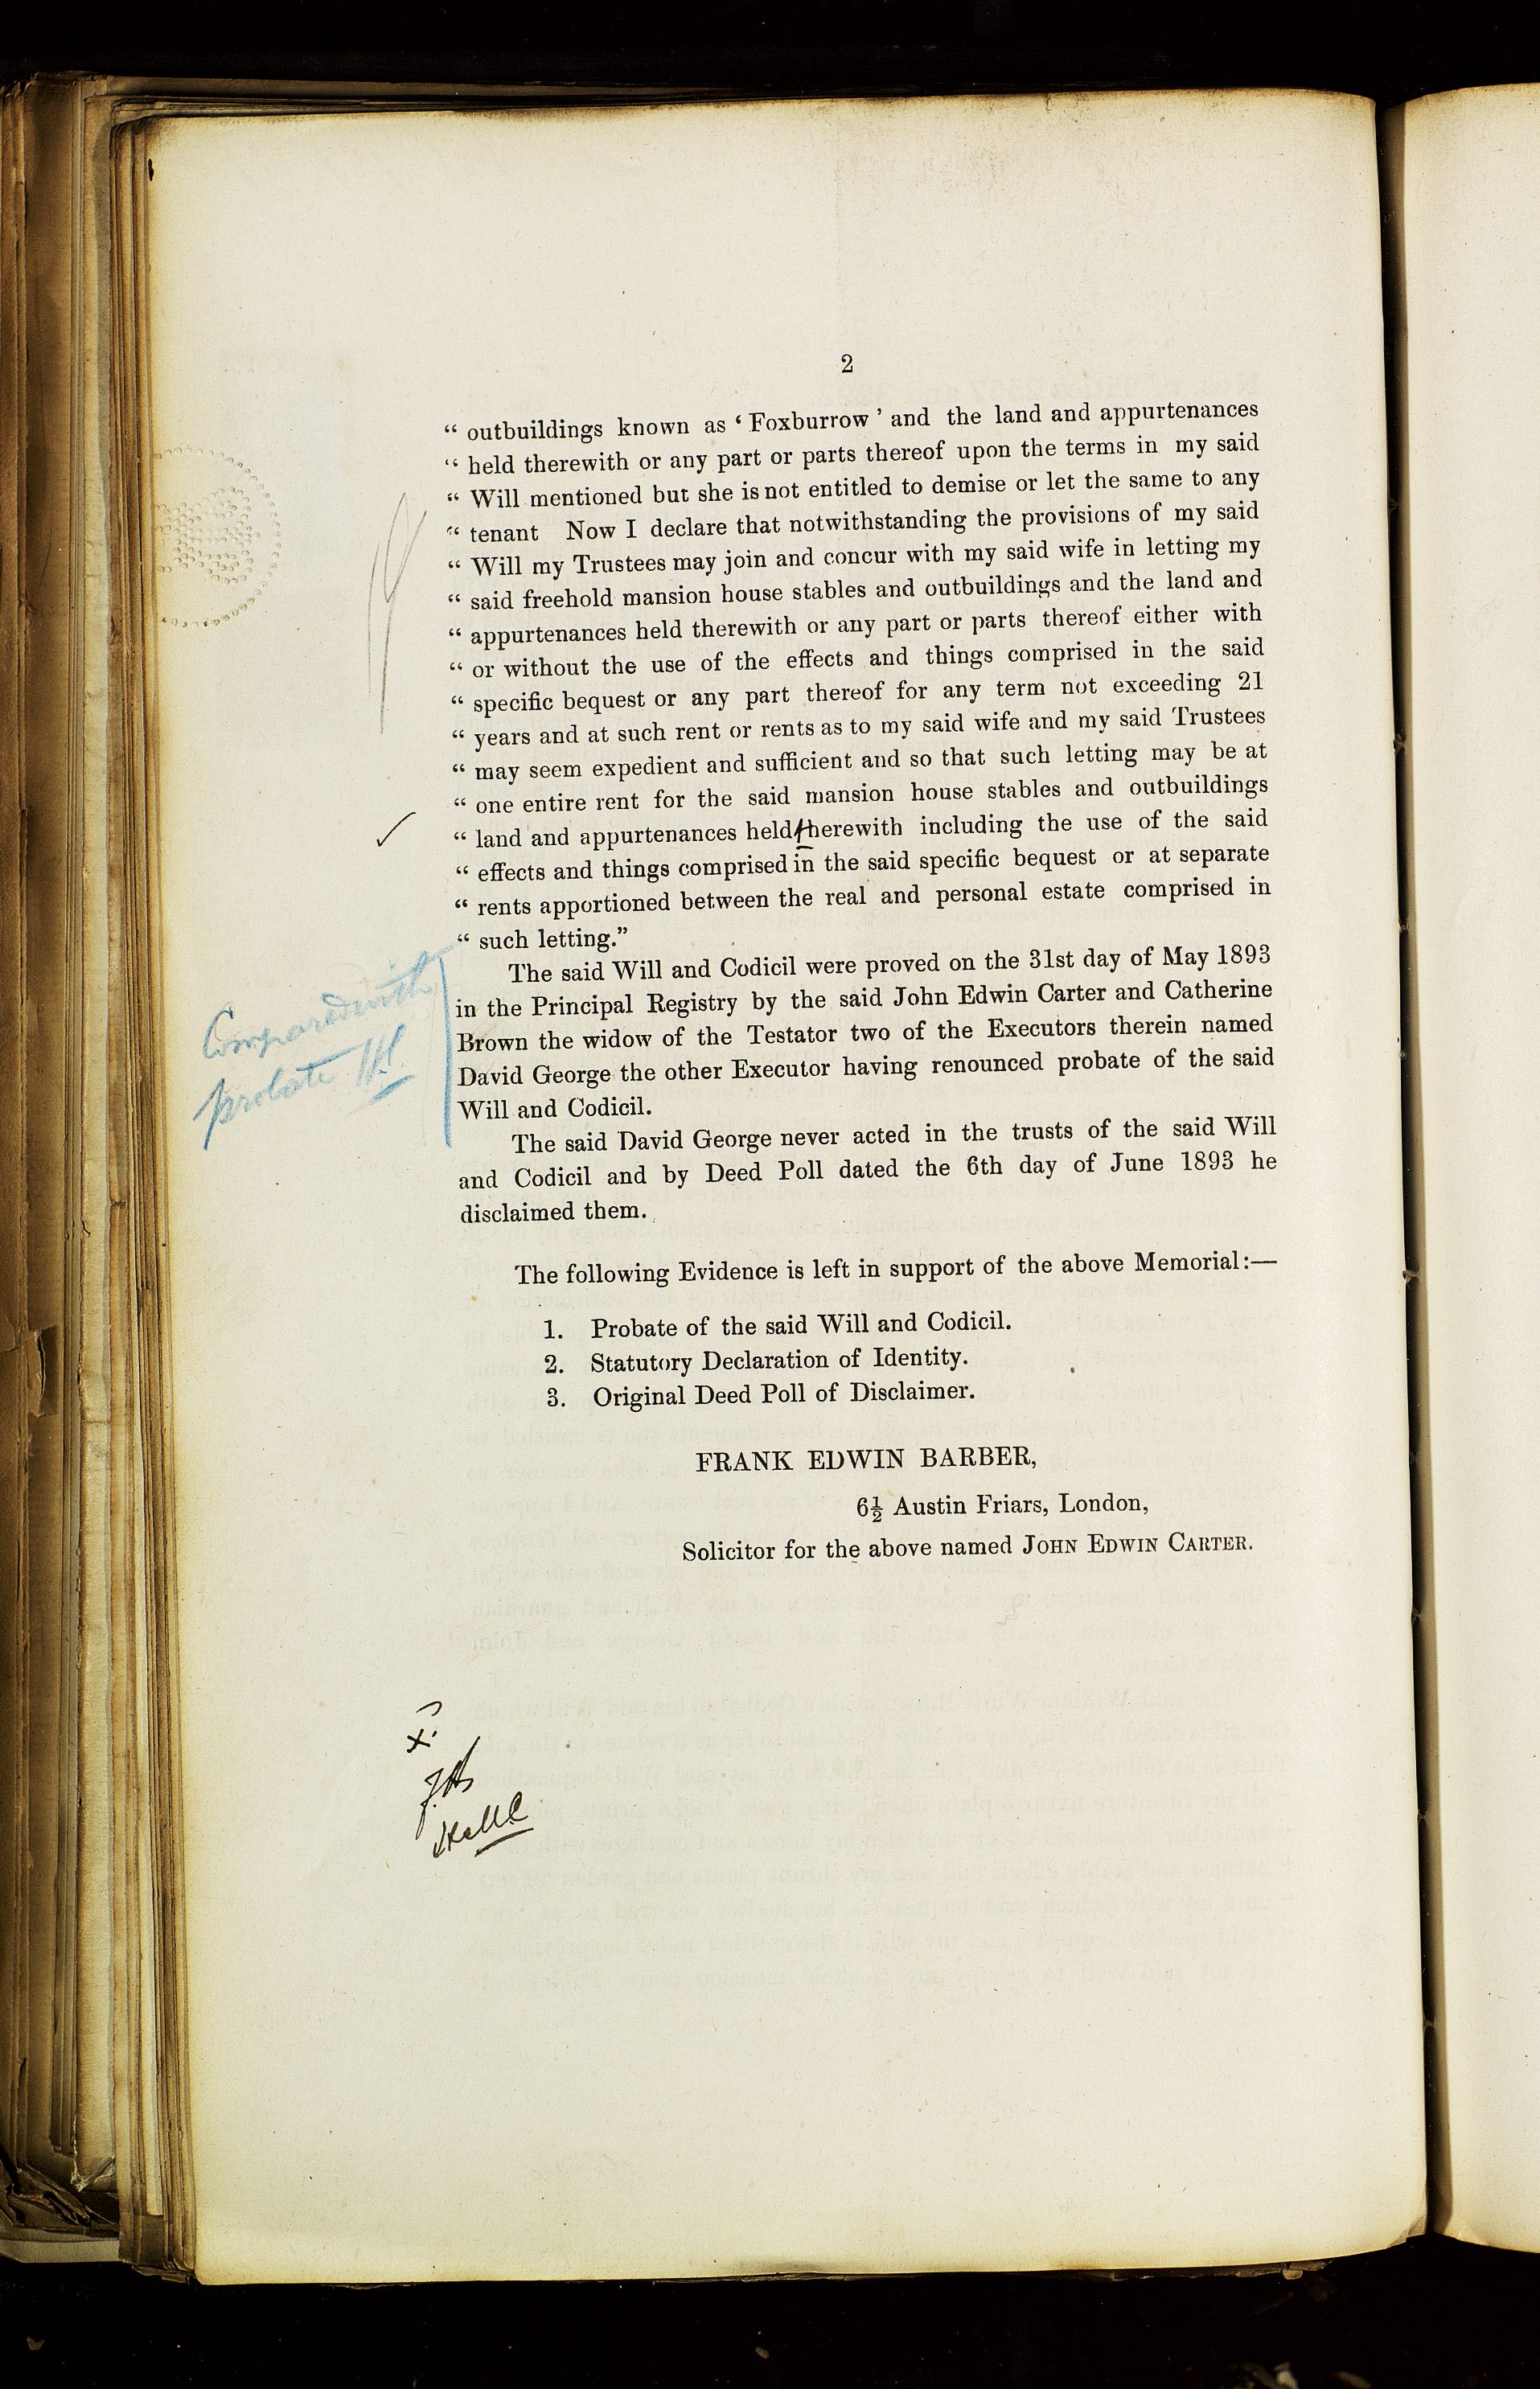 2
“ outbuildings known as ‘ Foxburrow ’ and the land and appurtenances
“ held therewith or any part or parts thereof upon the terms in my said
“ Will mentioned but she is not entitled to demise or let the same to any
“ tenant Now I declare that notwithstanding the provisions of my said
“ Will my Trustees may join and concur with my said wife in letting my
“ said freehold mansion house stables and outbuildings and the land and
“ appurtenances held therewith or any part or parts thereof either with
“ or without the use of the effects and things comprised in the said
“ specific bequest or any part thereof for any term not exceeding 21
“ years and at such rent or rents as to my said wife and my said Trustees
“ may seem expedient and sufficient and so that such letting may be at
“ one entire rent for the said mansion house stables and outbuildings
“ land and appurtenances held therewith including the use of the said
“ effects and things comprised in the said specific bequest or at separate
“ rents apportioned between the real and personal estate comprised in
“ such letting.”
The said Will and Codicil were proved on the 31st day of May 1893
in the Principal Registry by the said John Edwin Carter and Catherine
Brown the widow of the Testator two of the Executors therein named
David George the other Executor having renounced probate of the said
Will and Codicil.
Compared with
probate
The said David George never acted in the trusts of the said Will
and Codicil and by Deed Poll dated the 6th day of June 1893 he
disclaimed them.
The following Evidence is left in support of the above Memorial:—
1. Probate of the said Will and Codicil.
2. Statutory Declaration of Identity.
3. Original Deed Poll of Disclaimer.
FRANK EDWIN BARBER,
6½ Austin Friars, London,
Solicitor for the above named JOHN EDWIN CARTER.